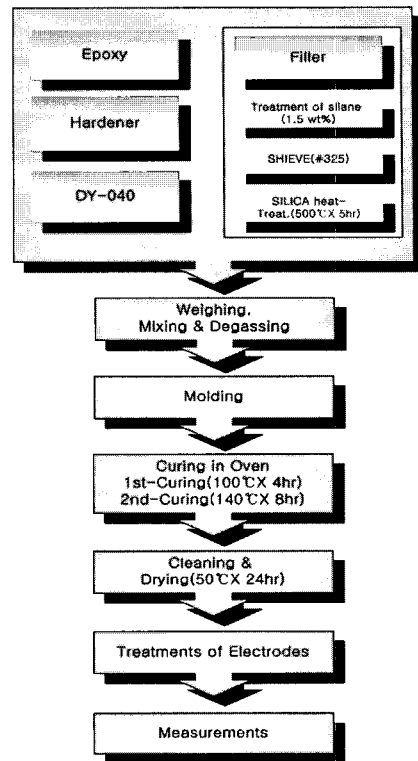 Epoxy
Hardener
DY-040
Filler
Treatment of silane
(1.5 wt%)
SHIEVE(#325)
SILICA heat-
Treat.(500℃X 5hr)
Weighing,
Mixing & Degassing
Molding
Curing in Oven
1st-Curing(100℃X 4hr)
2nd-Curing(140℃X 8hr)
Cleaning &
Drying(50℃X 24hr)
Treatments of Electrodes
Measurements